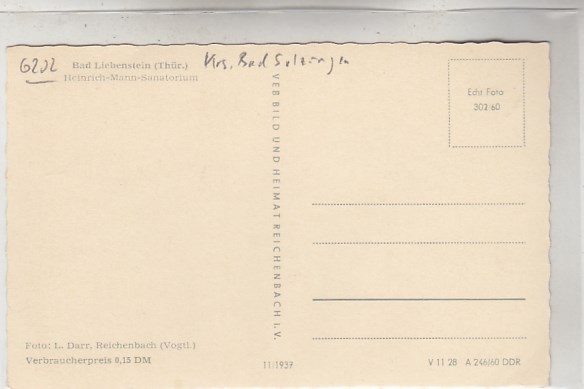 6202
Krs. Bad Salzungen
Bad Liebenstein (Thür.)
Heinrich-Mann-Sanatorium
Echt Foto
302/60
VEB BILD UND HEIMAT REICHENBACH i. V.
Foto: L. Darr, Reichenbach (Vogtl.)
Verbraucherpreis 0,15 DM
11/1937
V 11 28 A 246/60 DDR